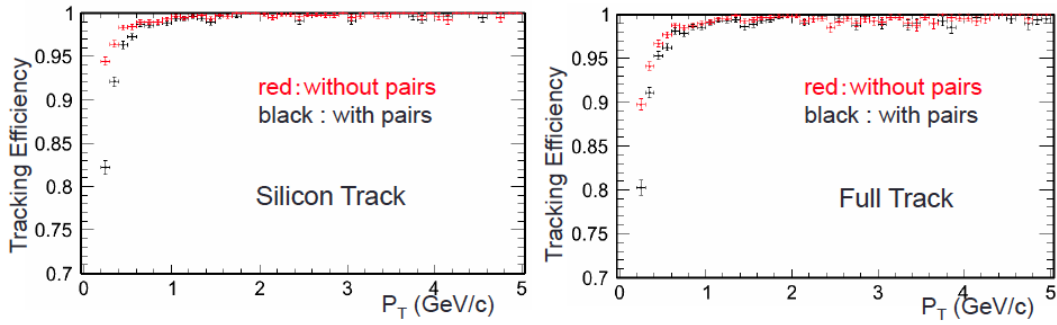 Tracking Efficiency
1
0.95
0.9
0.85
0.8
0.75
0.7
red:without pairs
black : with pairs
Silicon Track
0 1 2 3 4 5
P_T (GeV/c)
Tracking Efficiency
1
0.95
0.9
0.85
0.8
0.75
0.7
red:without pairs
black : with pairs
Full Track
0 1 2 3 4 5
P_T (GeV/c)